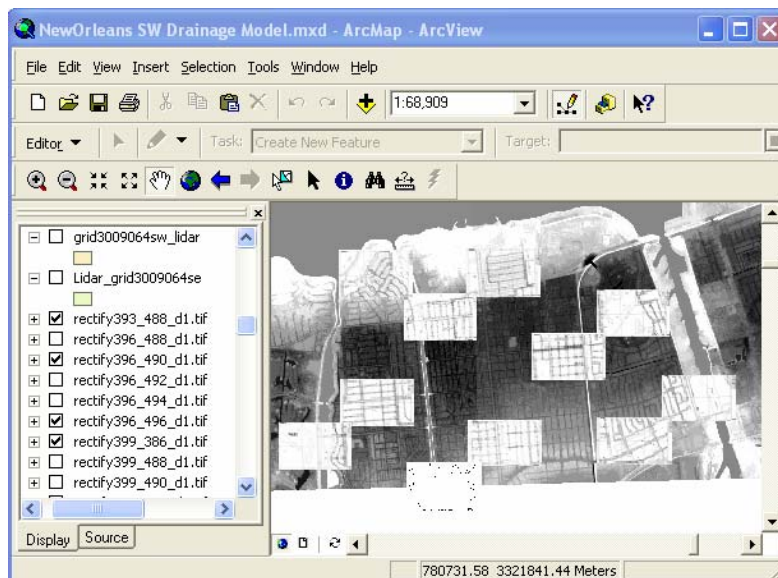 NewOrleans SW Drainage Model.mxd - ArcMap - ArcView
File Edit View Insert Selection Tools Window Help
1:68,909
Editor Task: Create New Feature Target:
grid3009064sw_lidar
Lidar_grid3009064se
rectify393_488_d1.tif
rectify396_488_d1.tif
rectify396_490_d1.tif
rectify396_492_d1.tif
rectify396_494_d1.tif
rectify396_496_d1.tif
rectify399_386_d1.tif
rectify399_488_d1.tif
rectify399_490_d1.tif
Display Source
780731.58 3321841.44 Meters